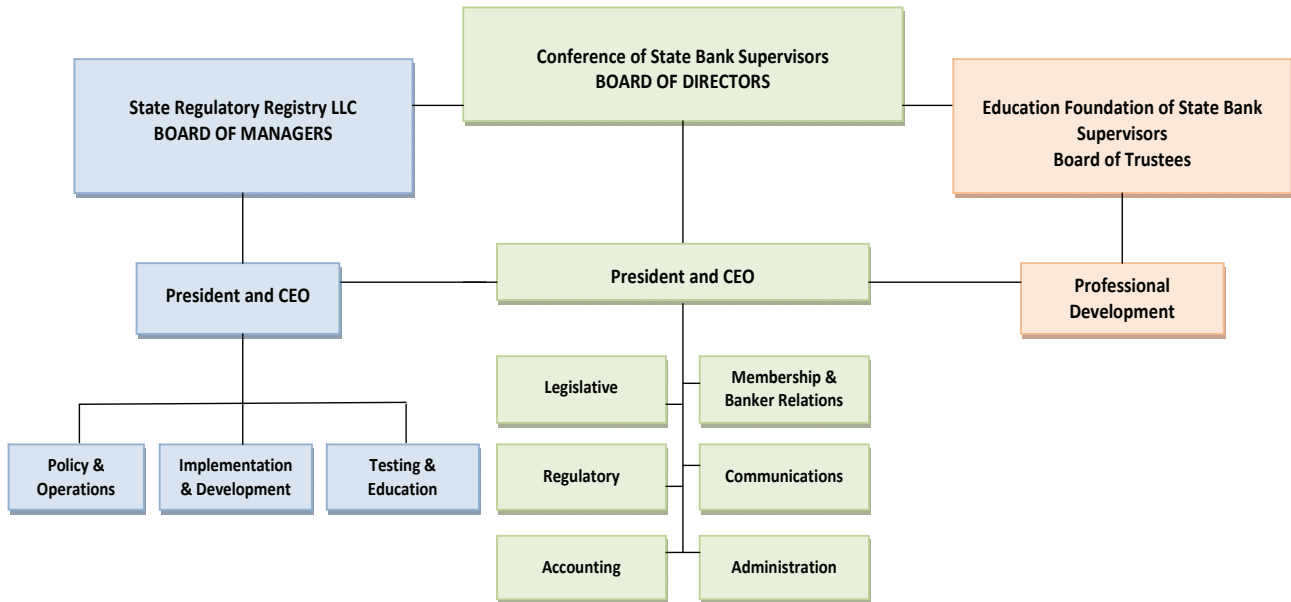 Conference of State Bank Supervisors
BOARD OF DIRECTORS
State Regulatory Registry LLC
BOARD OF MANAGERS
Education Foundation of State Bank
Supervisors
Board of Trustees
President and CEO
President and CEO
Professional
Development
Legislative
Membership &
Banker Relations
Policy &
Operations
Implementation
& Development
Testing &
Education
Regulatory
Communications
Accounting
Administration